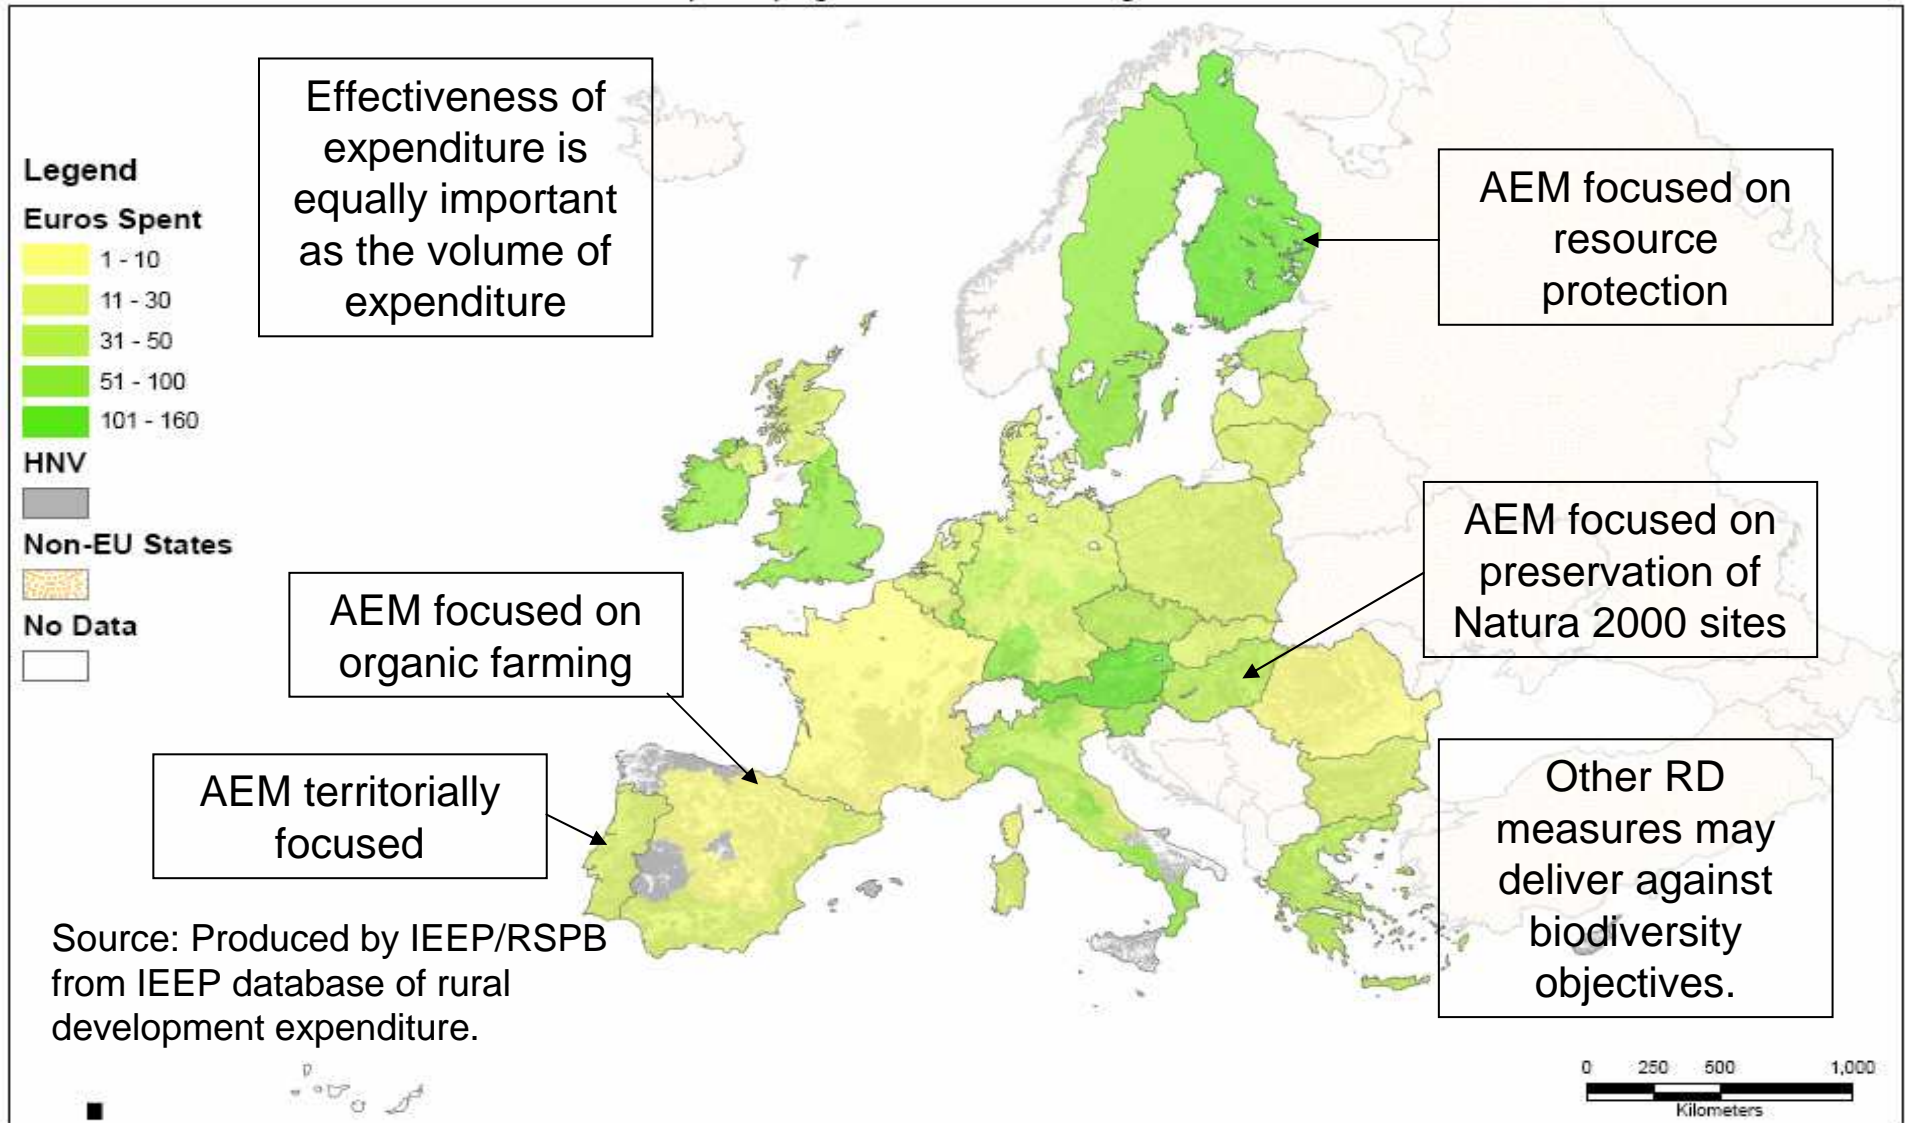 Effectiveness of
expenditure is
equally important
as the volume of
expenditure
Legend
Euros Spent
1 - 10
11 - 30
31 - 50
51 - 100
101 - 160
HNV
Non-EU States
No Data
AEM focused on
resource
protection
AEM focused on
preservation of
Natura 2000 sites
AEM focused on
organic farming
AEM territorially
focused
Other RD
measures may
deliver against
biodiversity
objectives.
Source: Produced by IEEP/RSPB
from IEEP database of rural
development expenditure.
0 250 500 1,000
Kilometers